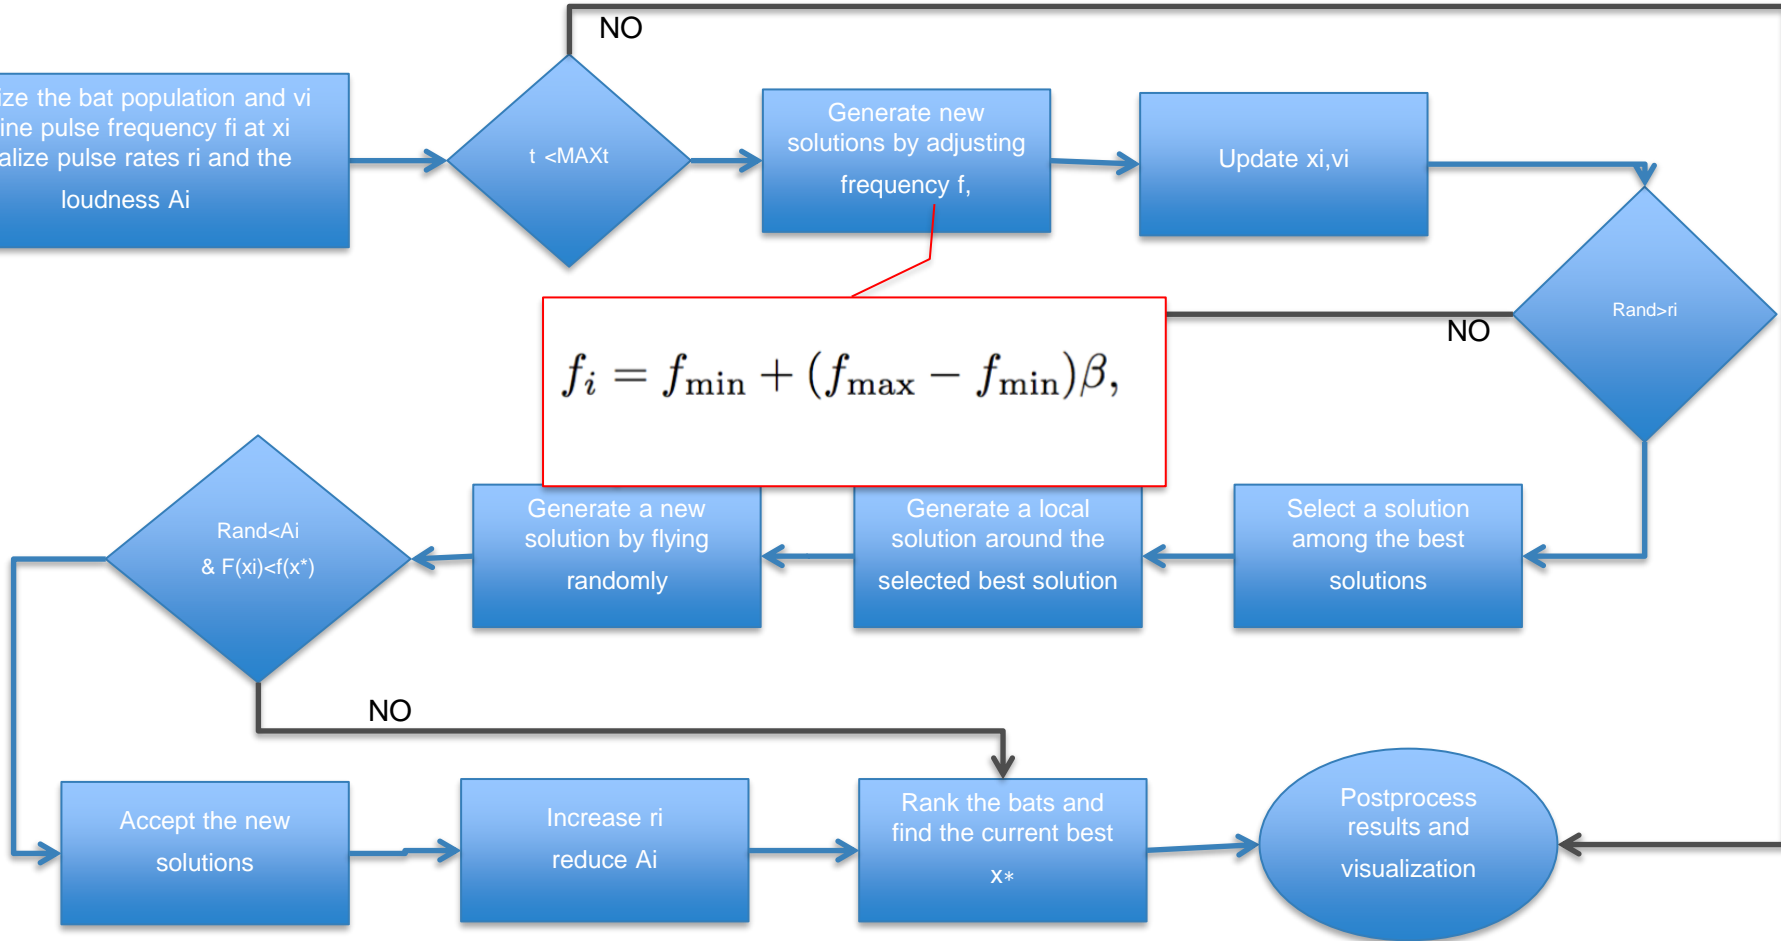 NO
ize the bat population and vi
ine pulse frequency fi at xi
alize pulse rates ri and the
loudness Ai
t <MAXt
Generate new
solutions by adjusting
frequency f,
Update xi,vi
Rand>ri
NO
f_i = f_min + (f_max − f_min)β,
Rand<Ai
& F(xi)<f(x*)
Generate a new
solution by flying
randomly
Generate a local
solution around the
selected best solution
Select a solution
among the best
solutions
NO
Accept the new
solutions
Increase ri
reduce Ai
Rank the bats and
find the current best
x*
Postprocess
results and
visualization